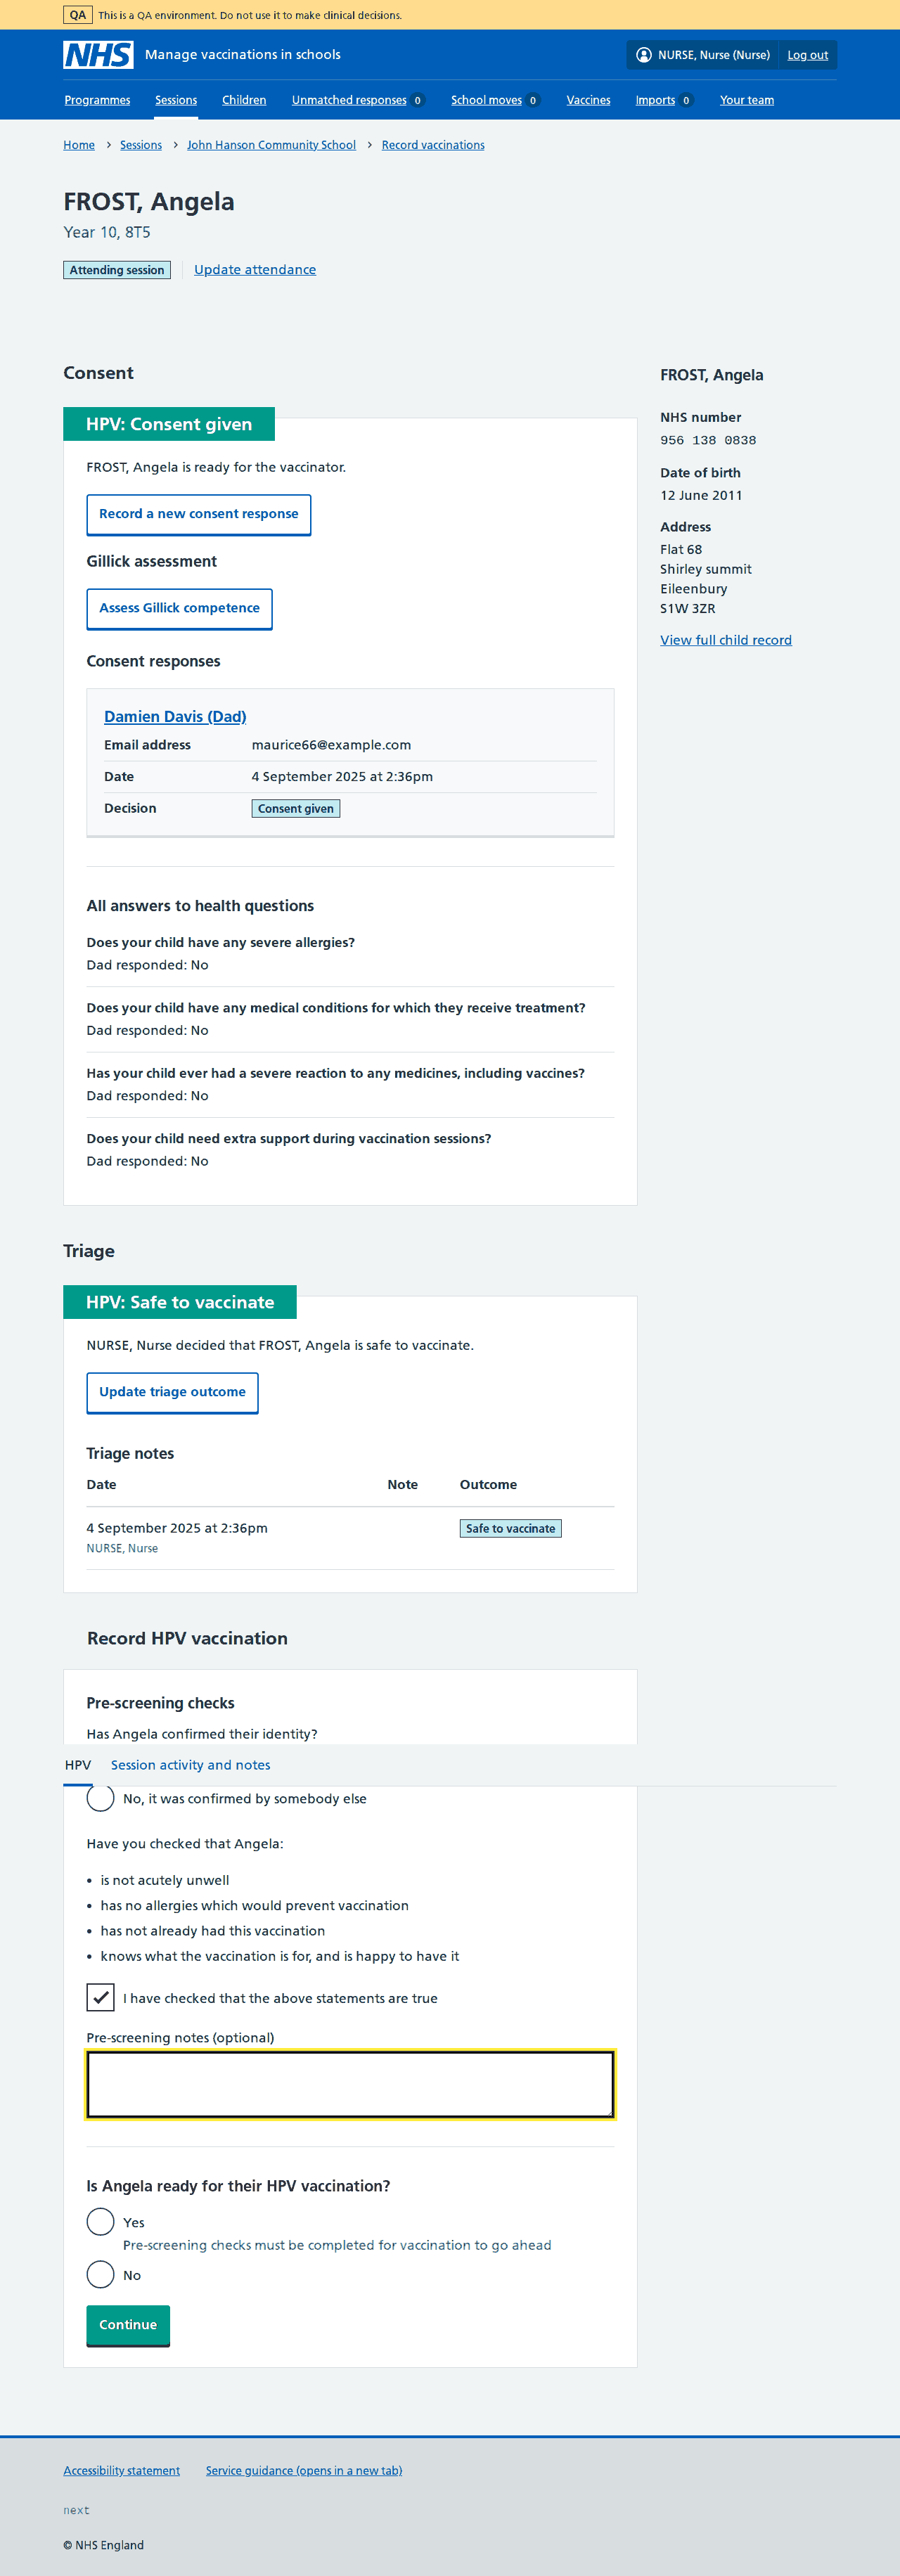 QA This is a QA environment. Do not use it to make clinical decisions.
NHS Manage vaccinations in schools NURSE, Nurse (Nurse) Log out
Programmes Sessions Children Unmatched responses 0 School moves 0 Vaccines Imports 0 Your team
Home > Sessions > John Hanson Community School > Record vaccinations
FROST, Angela
Year 10, 8T5
Attending session Update attendance
Consent
HPV: Consent given
FROST, Angela is ready for the vaccinator.
Record a new consent response
Gillick assessment
Assess Gillick competence
Consent responses
Damien Davis (Dad)
Email address maurice66@example.com
Date 4 September 2025 at 2:36pm
Decision Consent given
All answers to health questions
Does your child have any severe allergies?
Dad responded: No
Does your child have any medical conditions for which they receive treatment?
Dad responded: No
Has your child ever had a severe reaction to any medicines, including vaccines?
Dad responded: No
Does your child need extra support during vaccination sessions?
Dad responded: No
FROST, Angela
NHS number
956 138 0838
Date of birth
12 June 2011
Address
Flat 68
Shirley summit
Eileenbury
S1W 3ZR
View full child record
Triage
HPV: Safe to vaccinate
NURSE, Nurse decided that FROST, Angela is safe to vaccinate.
Update triage outcome
Triage notes
Date Note Outcome
4 September 2025 at 2:36pm Safe to vaccinate
NURSE, Nurse
Record HPV vaccination
Pre-screening checks
Has Angela confirmed their identity?
HPV Session activity and notes
No, it was confirmed by somebody else
Have you checked that Angela:
• is not acutely unwell
• has no allergies which would prevent vaccination
• has not already had this vaccination
• knows what the vaccination is for, and is happy to have it
I have checked that the above statements are true
Pre-screening notes (optional)
Is Angela ready for their HPV vaccination?
Yes
Pre-screening checks must be completed for vaccination to go ahead
No
Continue
Accessibility statement Service guidance (opens in a new tab)
next
© NHS England